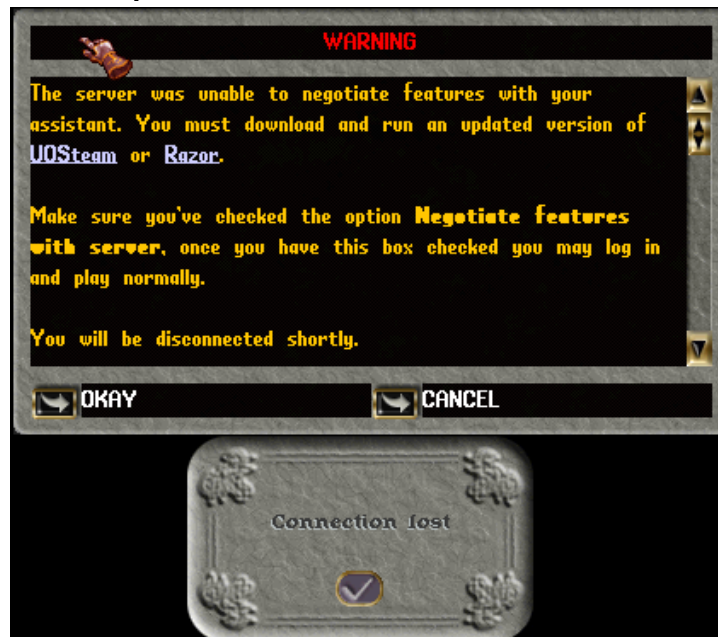 WARNING
The server was unable to negotiate features with your
assistant. You must download and run an updated version of
UOSteam or Razor.
Make sure you've checked the option Negotiate features
with server, once you have this box checked you may log in
and play normally.
You will be disconnected shortly.
OKAY
CANCEL
Connection lost